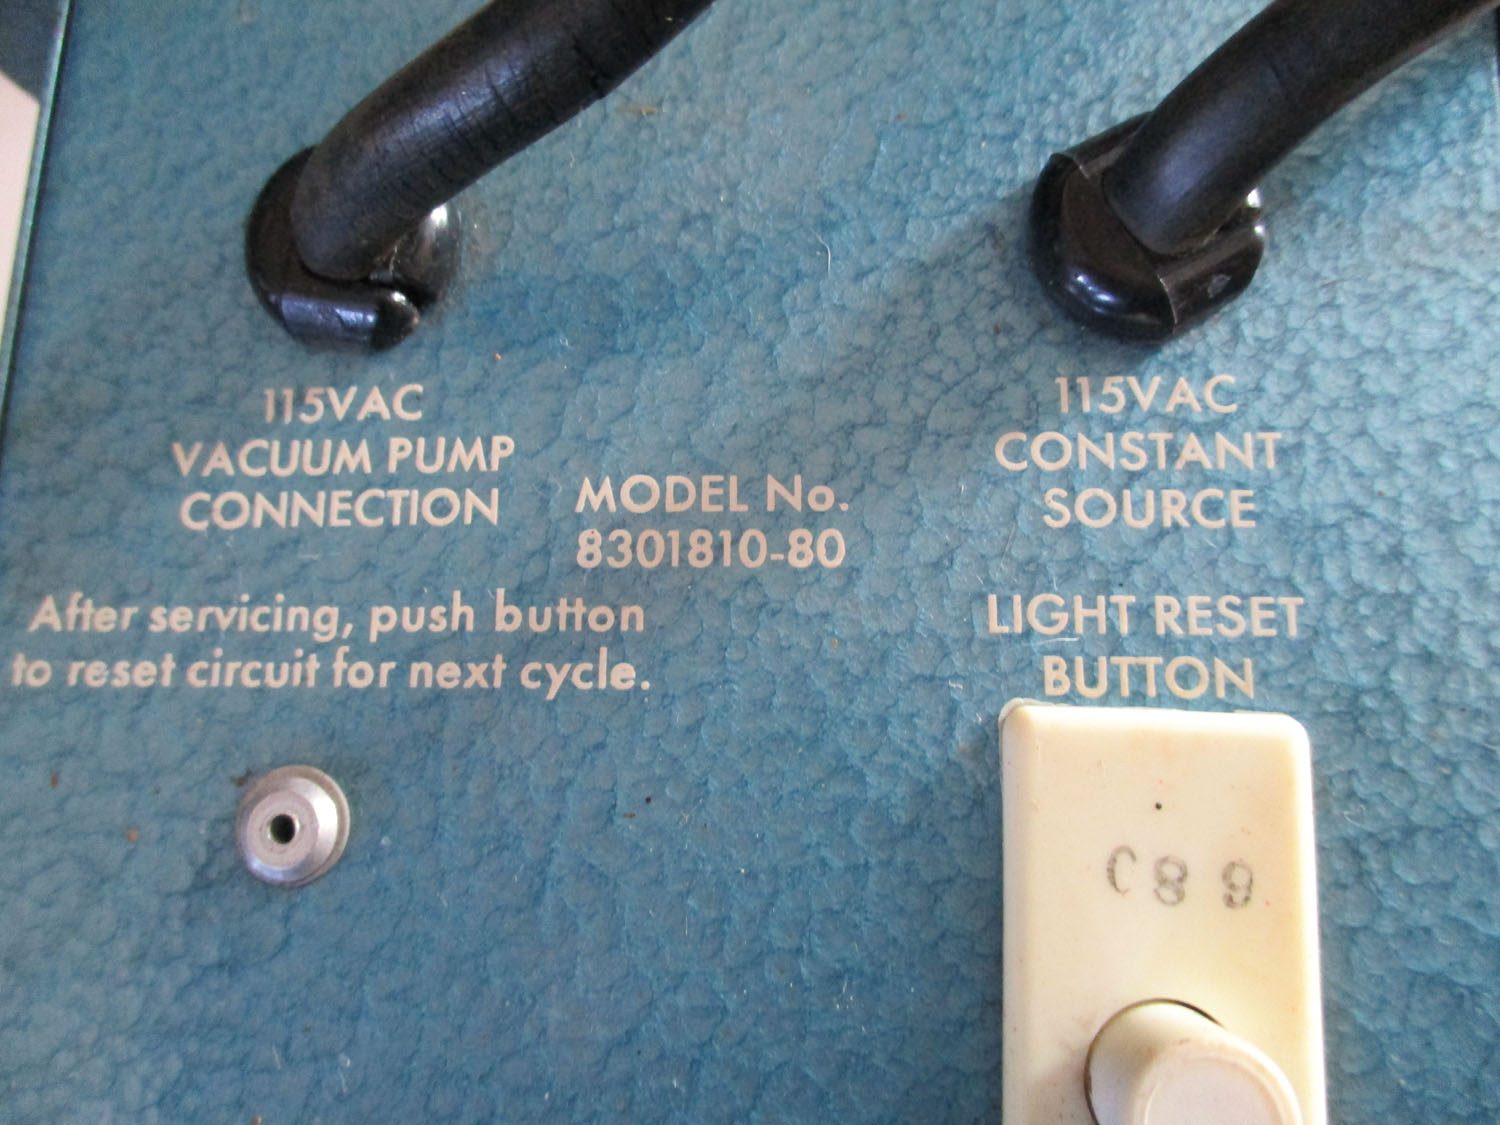 115VAC
VACUUM PUMP
CONNECTION
MODEL No.
8301810-80
115VAC
CONSTANT
SOURCE
After servicing, push button
to reset circuit for next cycle.
LIGHT RESET
BUTTON
C89